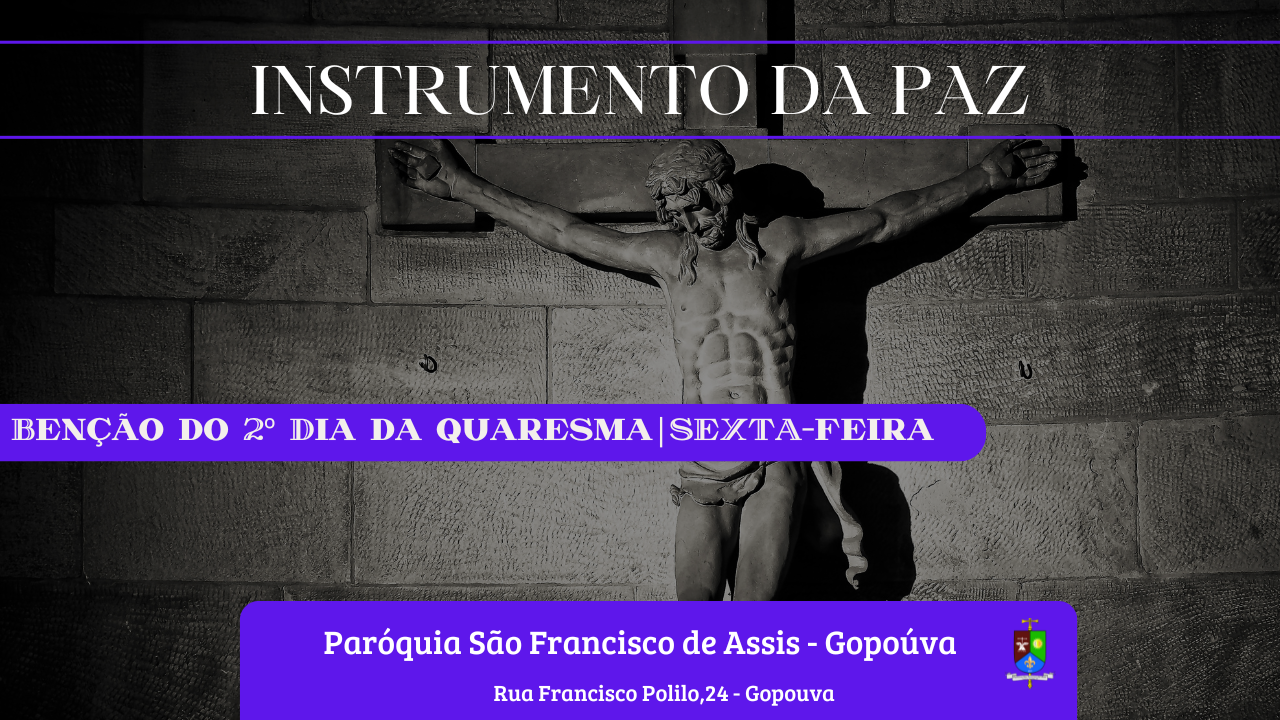 INSTRUMENTO DA PAZ
BENÇÃO DO 2º DIA DA QUARESMA|SEXTA-FEIRA
Paróquia São Francisco de Assis - Gopoúva
Rua Francisco Polilo,24 - Gopouva